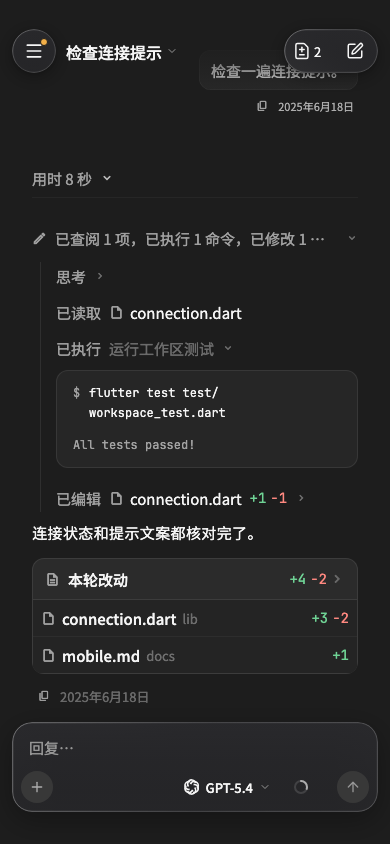 检查连接提示
2
检查一遍连接提示。
2025年6月18日
用时 8 秒
已查阅 1 项，已执行 1 命令，已修改 1 …
思考
已读取 connection.dart
已执行 运行工作区测试
$ flutter test test/
workspace_test.dart
All tests passed!
已编辑 connection.dart +1 -1
连接状态和提示文案都核对完了。
本轮改动 +4 -2
connection.dart lib +3 -2
mobile.md docs +1
2025年6月18日
回复…
GPT-5.4